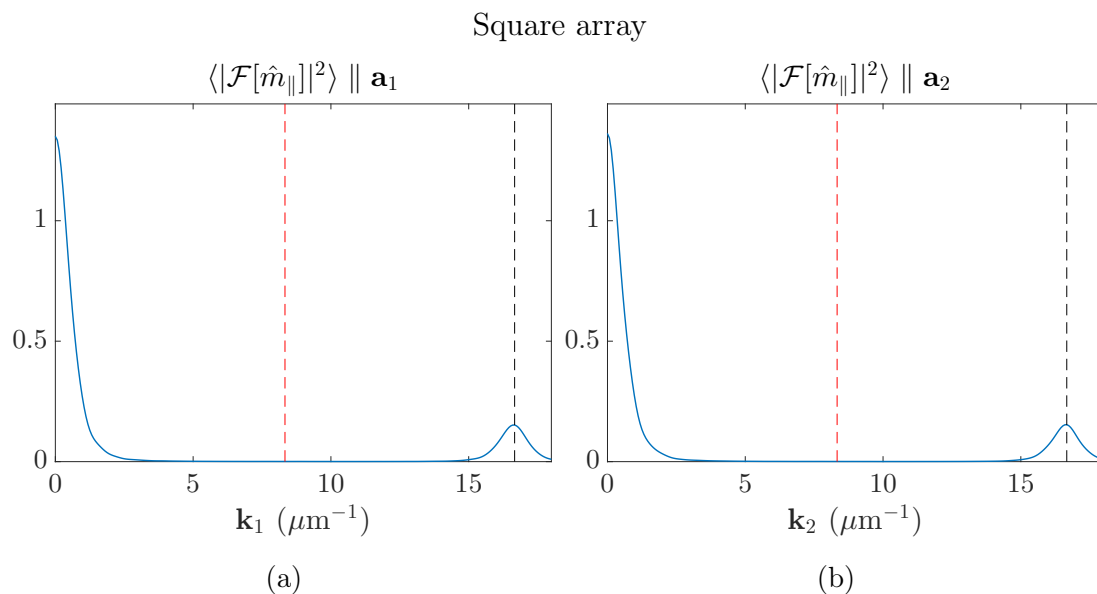 Square array
⟨|ℱ[m̂∥]|²⟩ ∥ a₁
1
0.5
0
0 5 10 15
k₁ (μm⁻¹)
(a)
⟨|ℱ[m̂∥]|²⟩ ∥ a₂
1
0.5
0
0 5 10 15
k₂ (μm⁻¹)
(b)